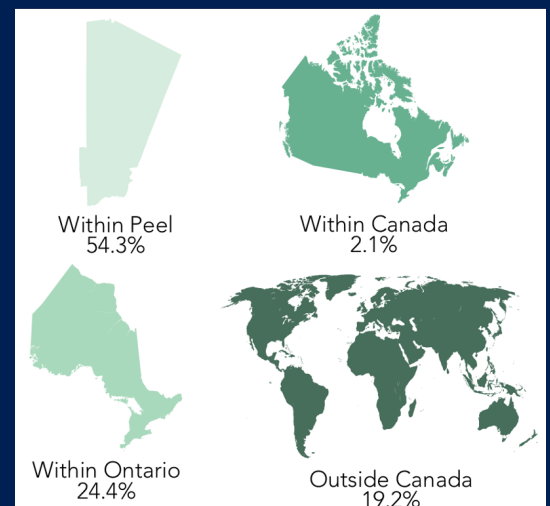 Within Peel
54.3%
Within Canada
2.1%
Within Ontario
24.4%
Outside Canada
19.2%